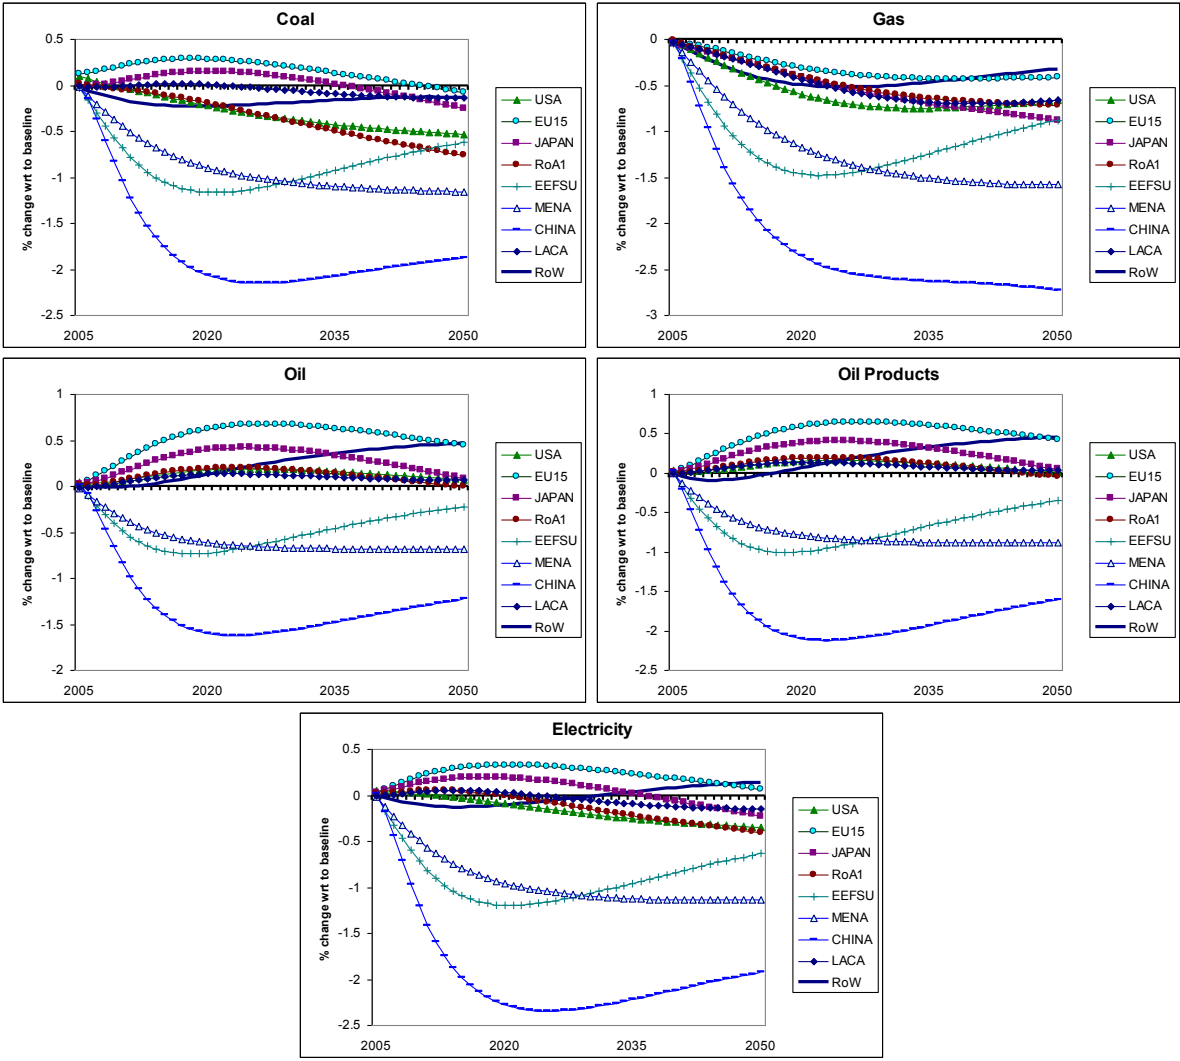 Coal
% change wrt to baseline
0.5
0
-0.5
-1
-1.5
-2
-2.5
2005 2020 2035 2050
USA
EU15
JAPAN
RoA1
EEFSU
MENA
CHINA
LACA
RoW
Gas
% change wrt to baseline
0
-0.5
-1
-1.5
-2
-2.5
-3
2005 2020 2035 2050
USA
EU15
JAPAN
RoA1
EEFSU
MENA
CHINA
LACA
RoW
Oil
% change wrt to baseline
1
0.5
0
-0.5
-1
-1.5
-2
2005 2020 2035 2050
USA
EU15
JAPAN
RoA1
EEFSU
MENA
CHINA
LACA
RoW
Oil Products
% change wrt to baseline
1
0.5
0
-0.5
-1
-1.5
-2
-2.5
2005 2020 2035 2050
USA
EU15
JAPAN
RoA1
EEFSU
MENA
CHINA
LACA
RoW
Electricity
% change wrt to baseline
0.5
0
-0.5
-1
-1.5
-2
-2.5
2005 2020 2035 2050
USA
EU15
JAPAN
RoA1
EEFSU
MENA
CHINA
LACA
RoW